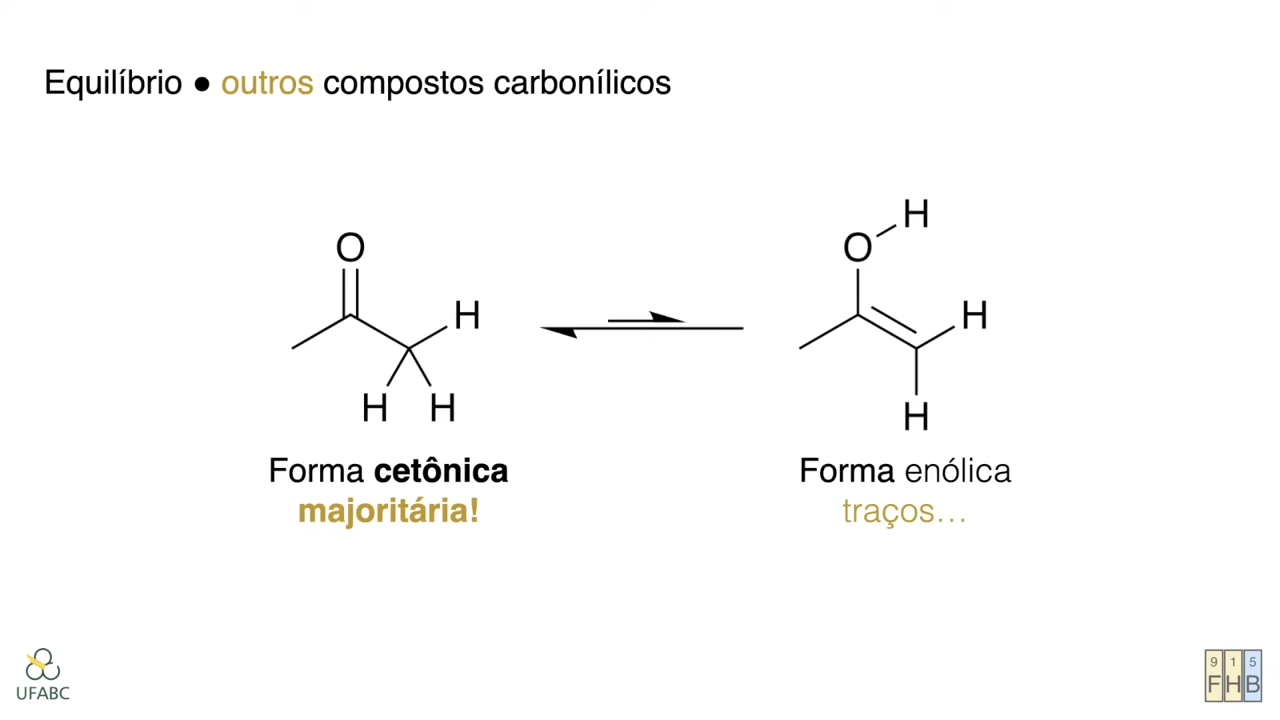 Equilíbrio ● outros compostos carbonílicos
O
H
H H
O
H
H
H
Forma cetônica
majoritária!
Forma enólica
traços…
UFABC
9 1 5
F H B